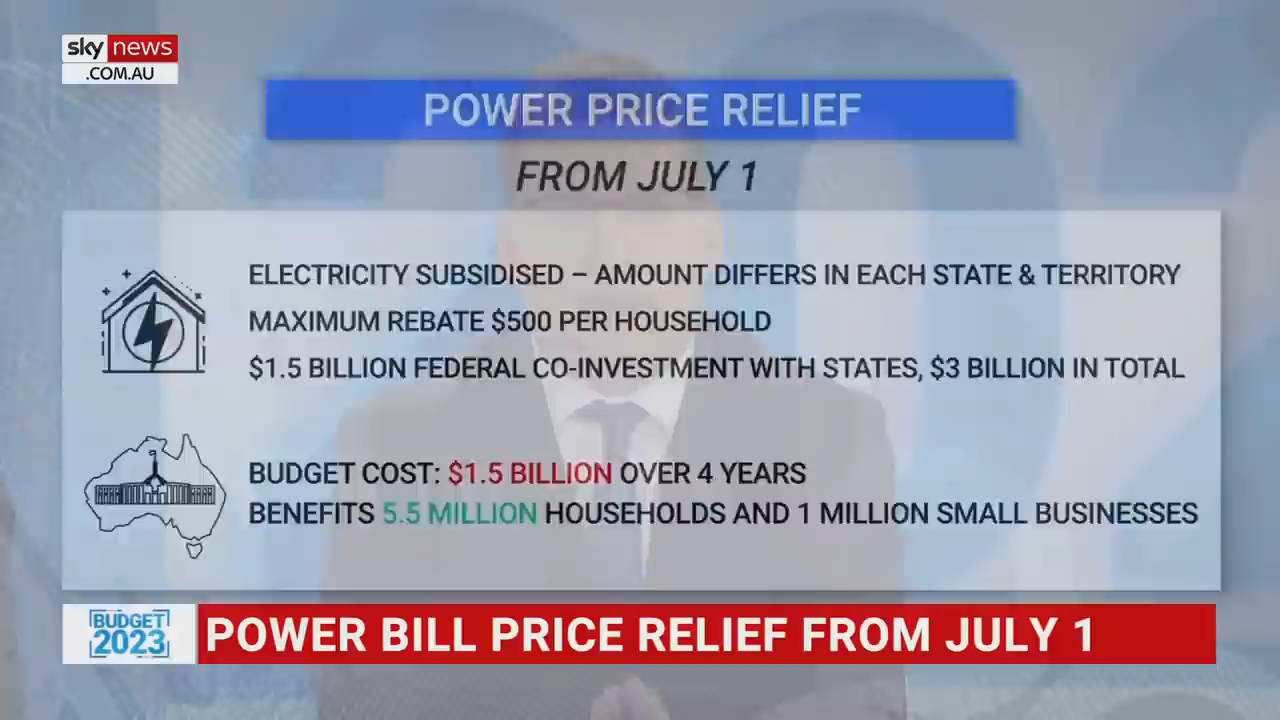 sky news
.COM.AU
POWER PRICE RELIEF
FROM JULY 1
ELECTRICITY SUBSIDISED – AMOUNT DIFFERS IN EACH STATE & TERRITORY
MAXIMUM REBATE $500 PER HOUSEHOLD
$1.5 BILLION FEDERAL CO-INVESTMENT WITH STATES, $3 BILLION IN TOTAL
BUDGET COST: $1.5 BILLION OVER 4 YEARS
BENEFITS 5.5 MILLION HOUSEHOLDS AND 1 MILLION SMALL BUSINESSES
BUDGET
2023
POWER BILL PRICE RELIEF FROM JULY 1